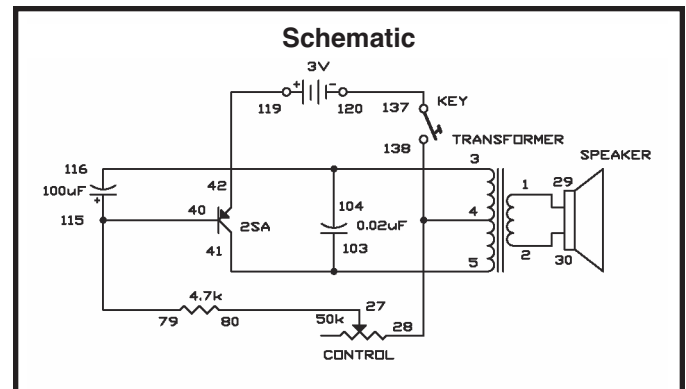 Schematic
3V
+ -
119 120 137 KEY
138 TRANSFORMER
3 SPEAKER
116
100uF
+
115
42
40
2SA
41
104
0.02uF
103
4
5
1 29
2 30
4.7k
79 80
50k 27
28
CONTROL